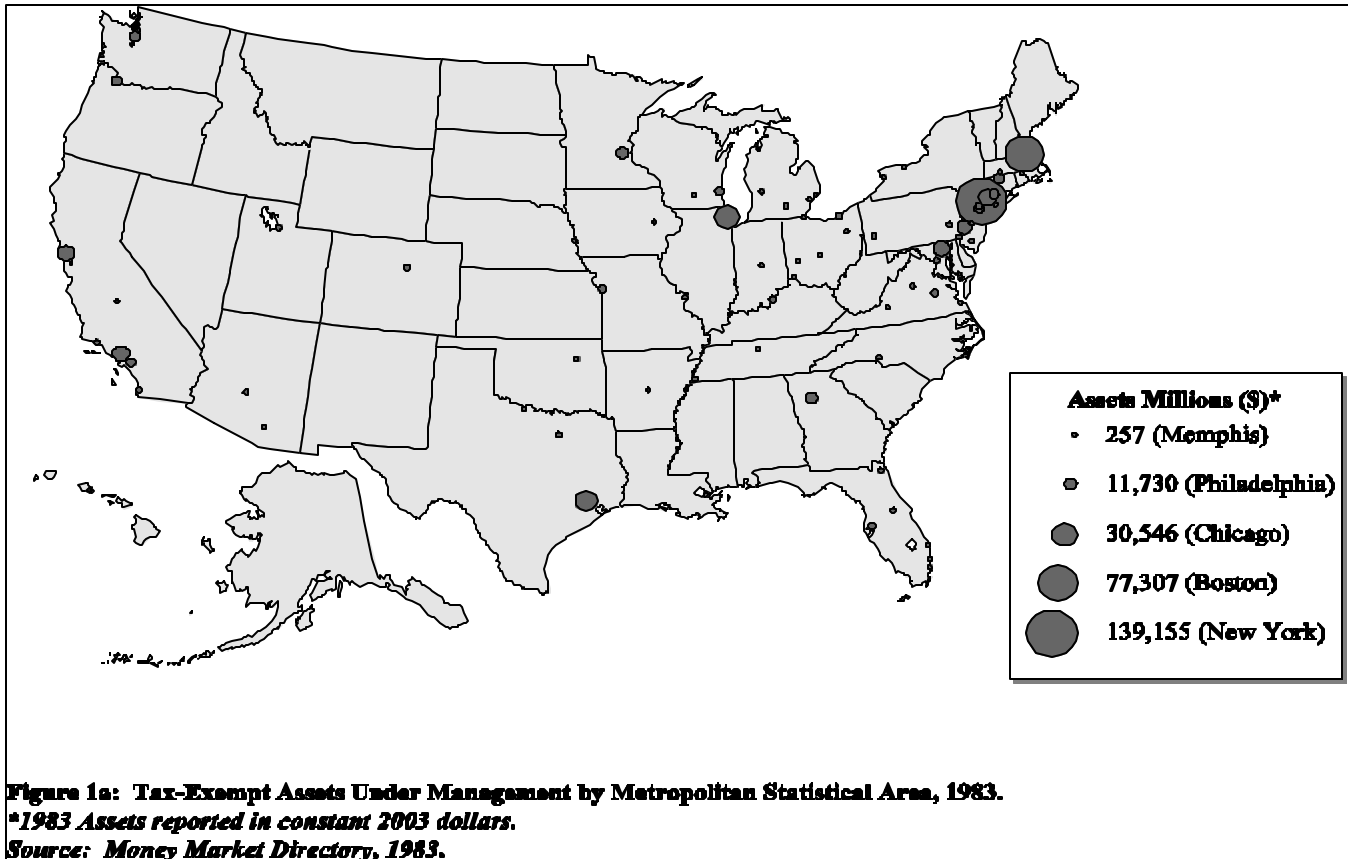 Assets Millions ($)*
257 (Memphis)
11,730 (Philadelphia)
30,546 (Chicago)
77,307 (Boston)
139,155 (New York)
Figure 1a: Tax-Exempt Assets Under Management by Metropolitan Statistical Area, 1983.
*1983 Assets reported in constant 2003 dollars.
Source: Money Market Directory, 1983.